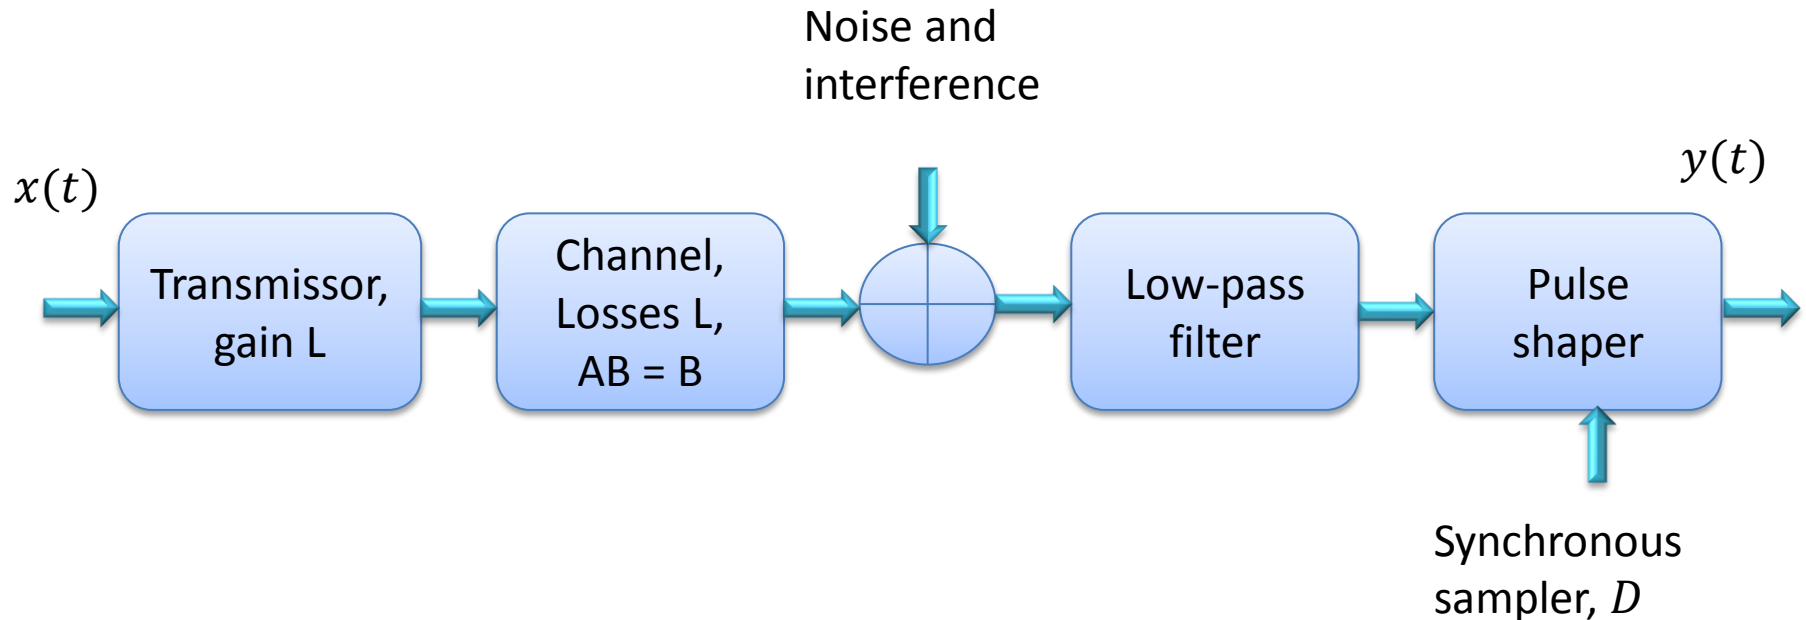 Noise and
interference
x(t)
y(t)
Transmissor,
gain L
Channel,
Losses L,
AB = B
Low-pass
filter
Pulse
shaper
Synchronous
sampler, D